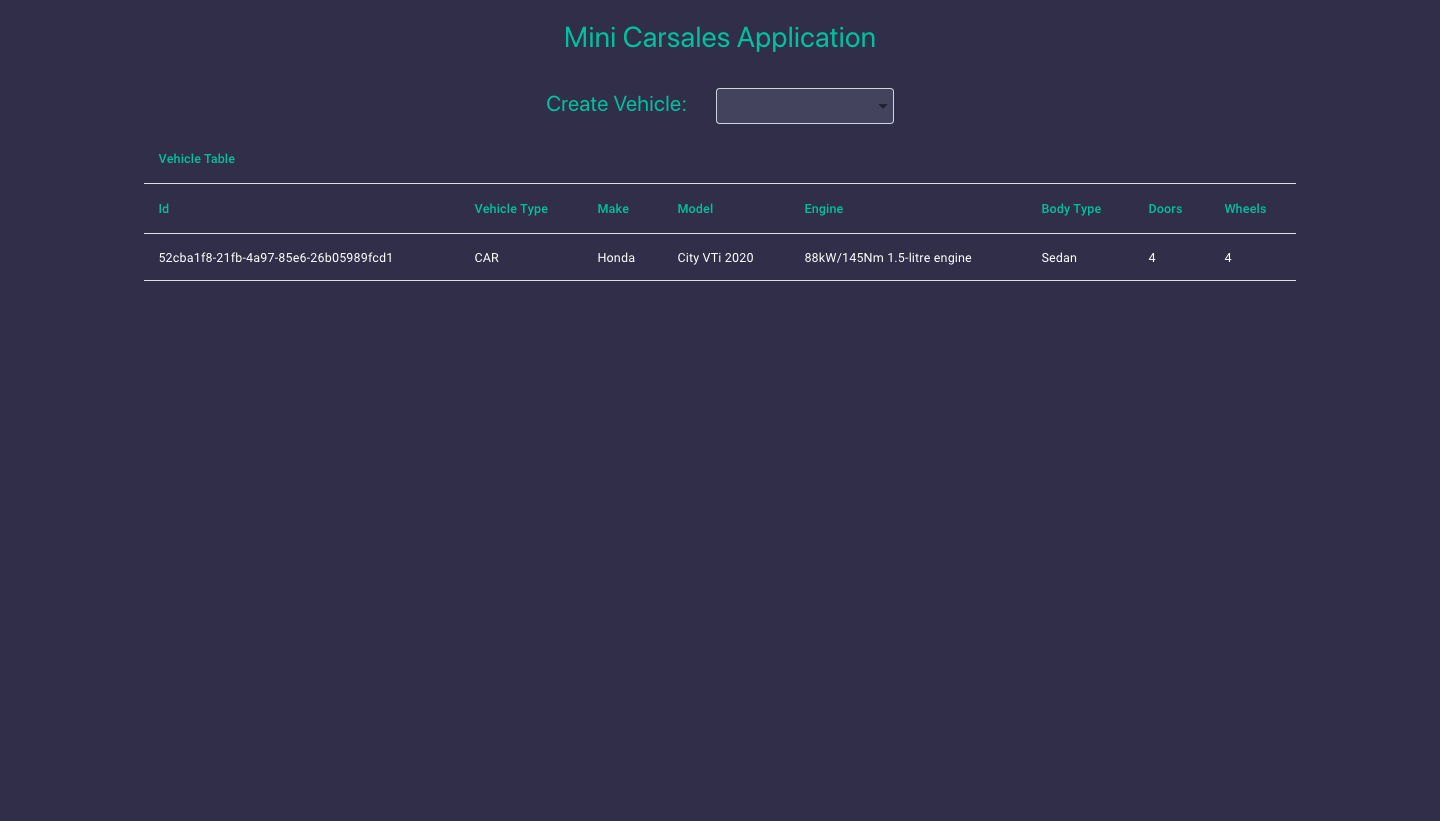 Mini Carsales Application
Create Vehicle:
Vehicle Table
Id Vehicle Type Make Model Engine Body Type Doors Wheels
52cba1f8-21fb-4a97-85e6-26b05989fcd1 CAR Honda City VTi 2020 88kW/145Nm 1.5-litre engine Sedan 4 4